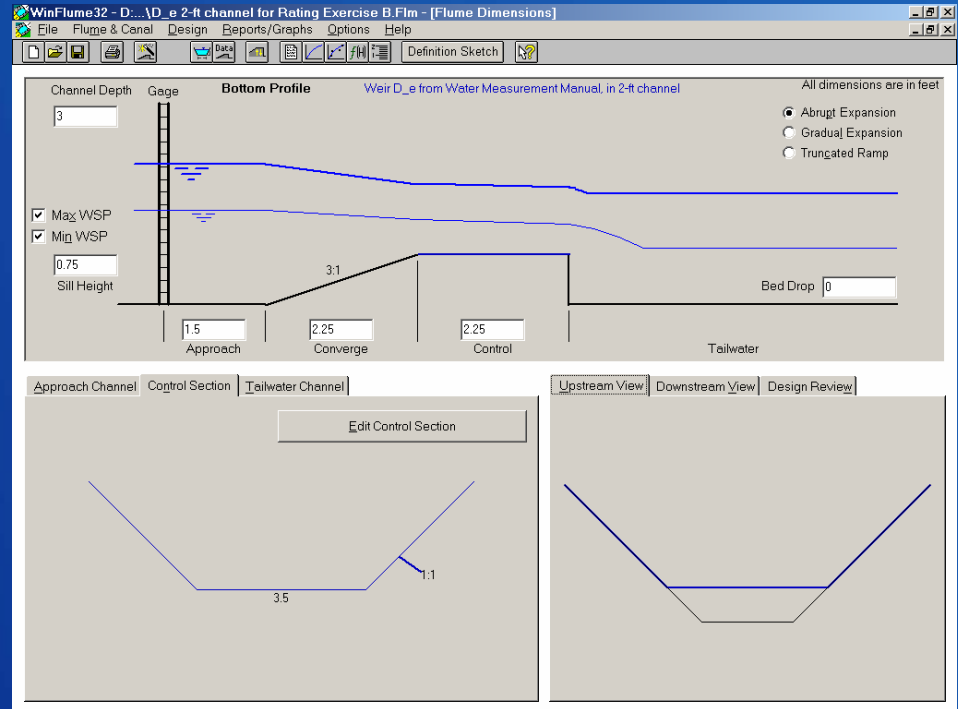 WinFlume32 - D:...\D_e 2-ft channel for Rating Exercise B.Flm - [Flume Dimensions]
File Flume & Canal Design Reports/Graphs Options Help
Data fH Definition Sketch
Channel Depth Gage Bottom Profile Weir D_e from Water Measurement Manual, in 2-ft channel All dimensions are in feet
3
Abrupt Expansion
Gradual Expansion
Truncated Ramp
Max WSP
Min WSP
0.75
Sill Height
3:1
Bed Drop 0
1.5 2.25 2.25
Approach Converge Control Tailwater
Approach Channel Control Section Tailwater Channel
Edit Control Section
1:1
3.5
Upstream View Downstream View Design Review